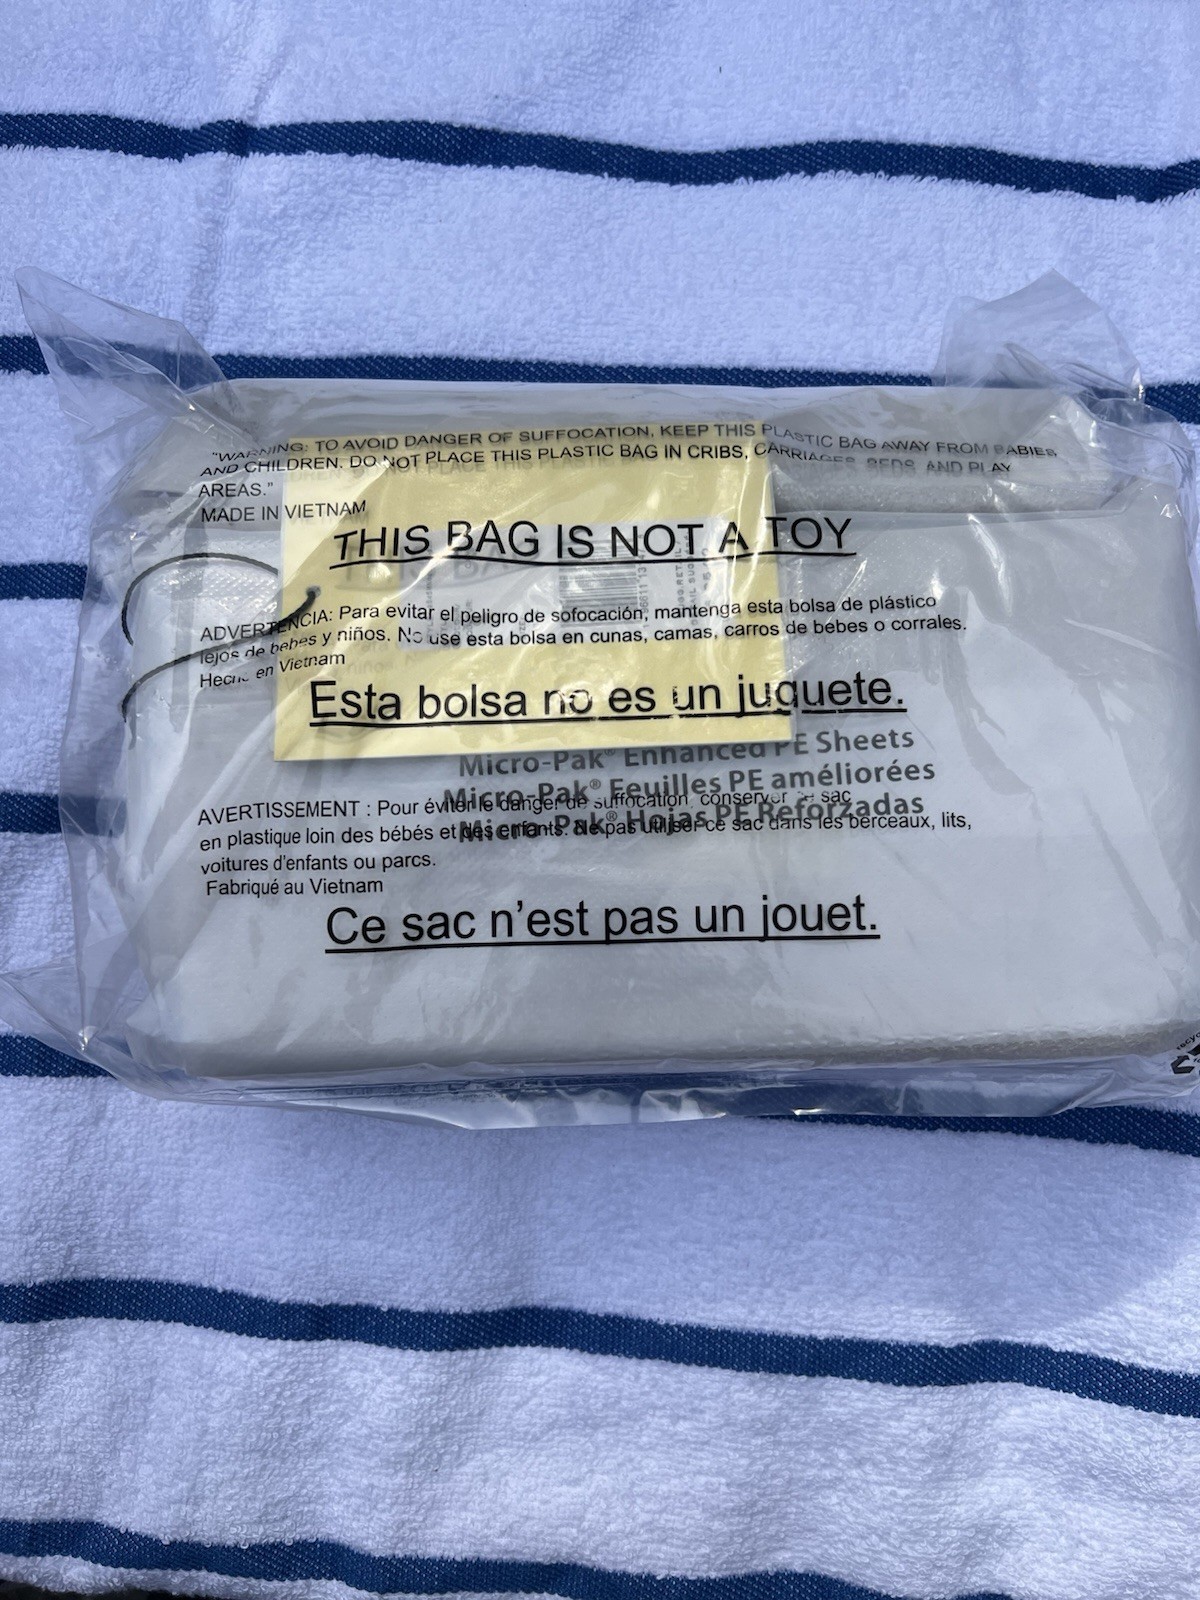 "WARNING: TO AVOID DANGER OF SUFFOCATION, KEEP THIS PLASTIC BAG AWAY FROM BABIES
AND CHILDREN. DO NOT PLACE THIS PLASTIC BAG IN CRIBS, CARRIAGES, BEDS AND PLAY
AREAS."
MADE IN VIETNAM
THIS BAG IS NOT A TOY
ADVERTENCIA: Para evitar el peligro de sofocación, mantenga esta bolsa de plástico
lejos de bebes y niños. No use esta bolsa en cunas, camas, carros de bebes o corrales.
Hecho en Vietnam
Esta bolsa no es un juguete.
Micro-Pak® Enhanced PE Sheets
Micro-Pak® Feuilles PE améliorées
Micro-Pak® Hojas PE Reforzadas
AVERTISSEMENT : Pour éviter le danger de suffocation, conserver ce sac
en plastique loin des bébés et des enfants. Ne pas utiliser ce sac dans les berceaux, lits,
voitures d'enfants ou parcs.
Fabriqué au Vietnam
Ce sac n'est pas un jouet.